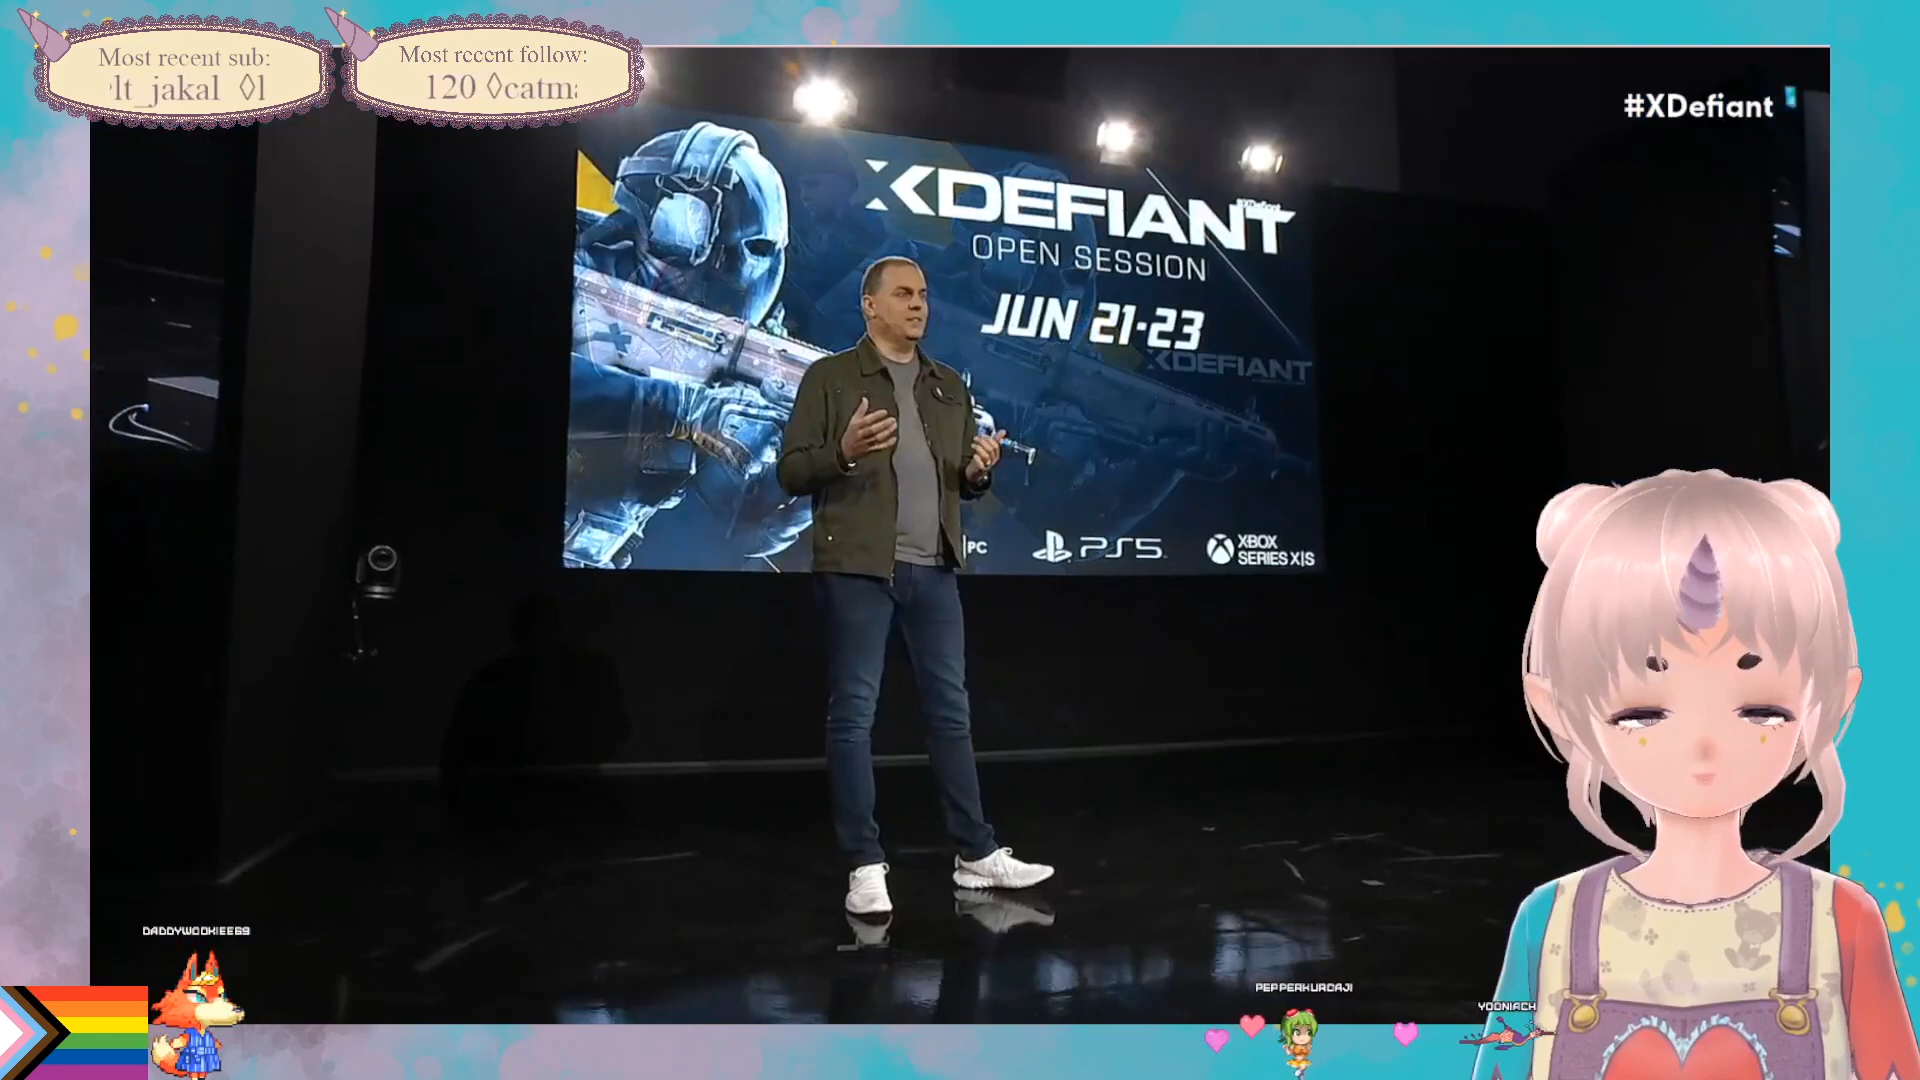 Most recent sub:
lt_jakal ◊l
Most recent follow:
120 ◊catm
#XDefiant
XDEFIANT
OPEN SESSION
JUN 21-23
XDEFIANT
PC
PS5
XBOX
SERIES X|S
DADDYWOOKIEE69
PEPPERKURDAJI
YOONIACH